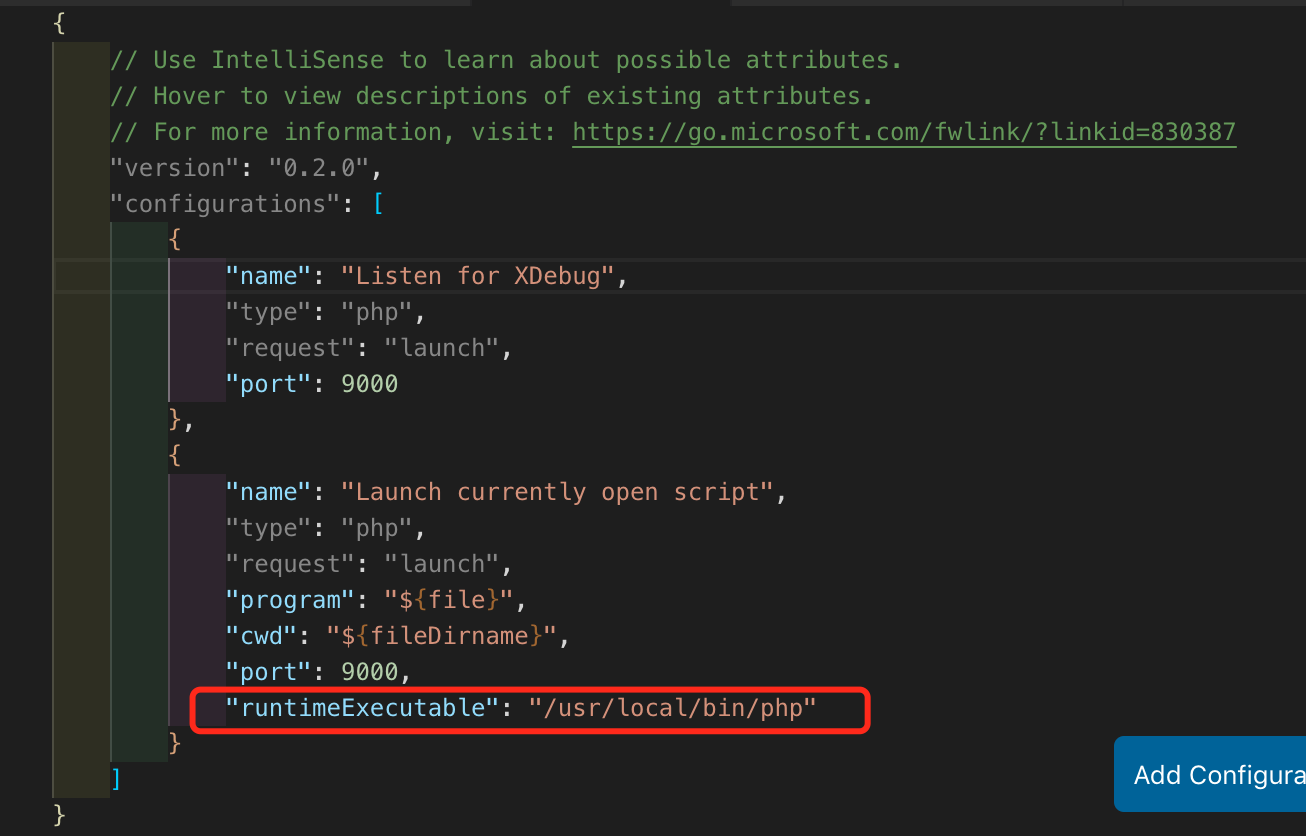 {
// Use IntelliSense to learn about possible attributes.
// Hover to view descriptions of existing attributes.
// For more information, visit: https://go.microsoft.com/fwlink/?linkid=830387
"version": "0.2.0",
"configurations": [
{
"name": "Listen for XDebug",
"type": "php",
"request": "launch",
"port": 9000
},
{
"name": "Launch currently open script",
"type": "php",
"request": "launch",
"program": "${file}",
"cwd": "${fileDirname}",
"port": 9000,
"runtimeExecutable": "/usr/local/bin/php"
}
]
}
Add Configura